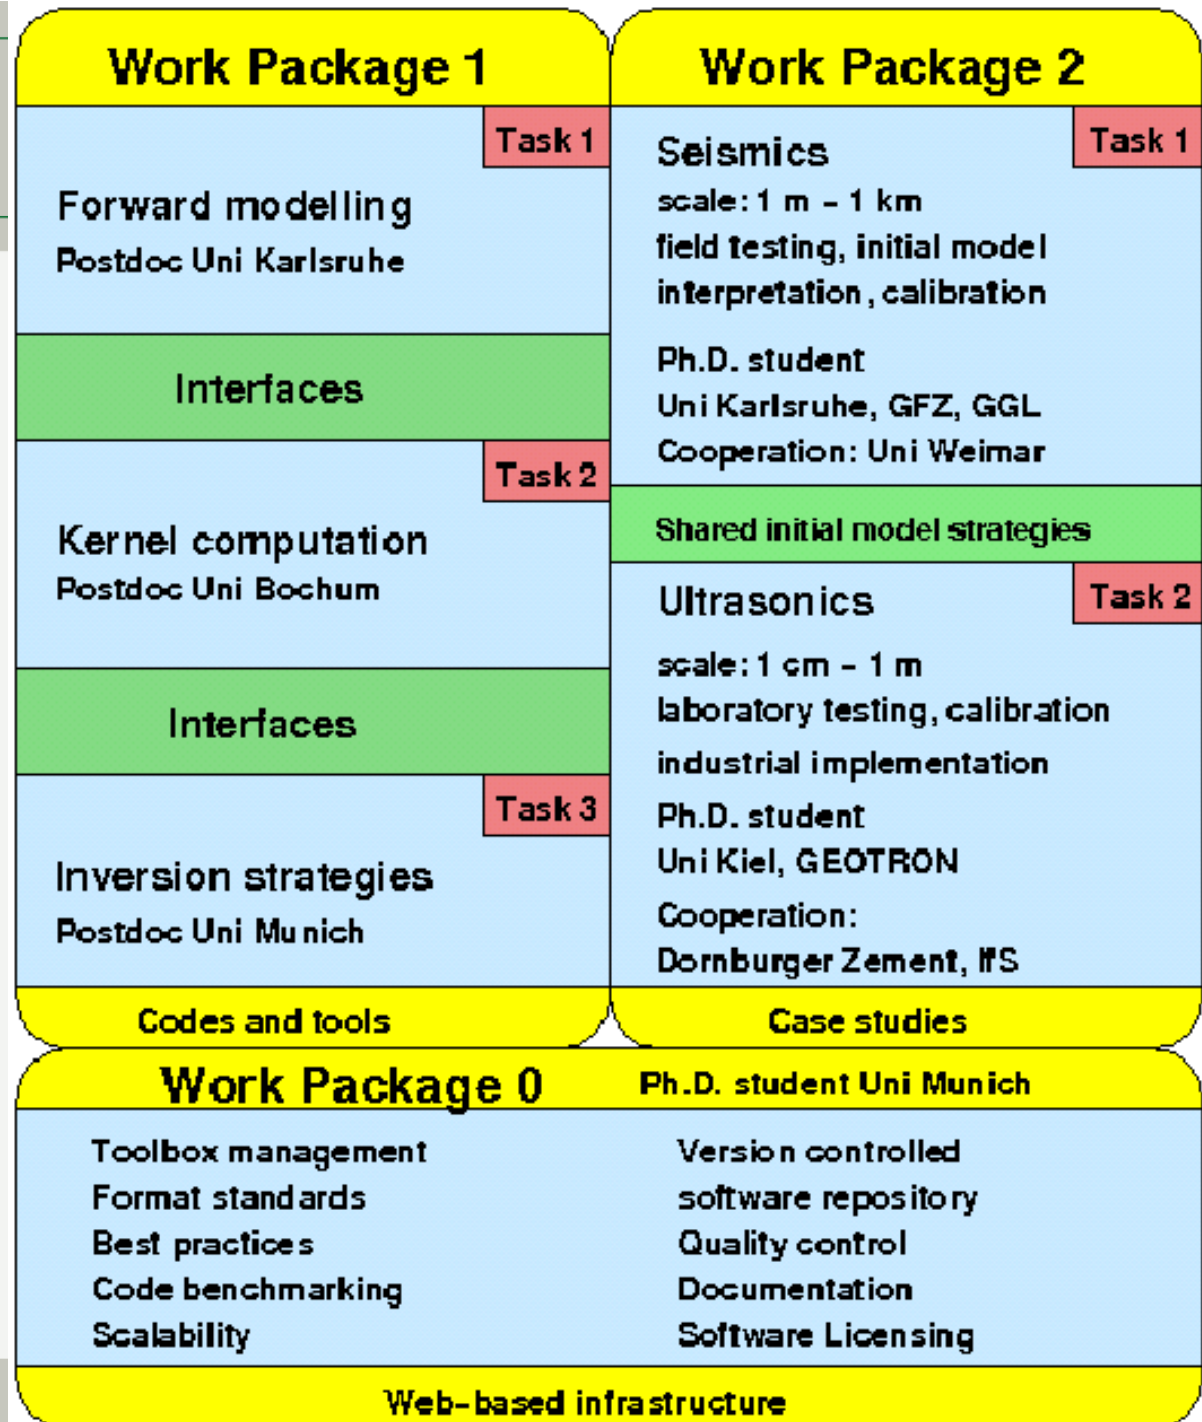 Work Package 1
Task 1
Forward modelling
Postdoc Uni Karlsruhe
Interfaces
Task 2
Kernel computation
Postdoc Uni Bochum
Interfaces
Task 3
Inversion strategies
Postdoc Uni Munich
Codes and tools
Work Package 2
Task 1
Seismics
scale: 1 m – 1 km
field testing, initial model
interpretation, calibration
Ph.D. student
Uni Karlsruhe, GFZ, GGL
Cooperation: Uni Weimar
Shared initial model strategies
Task 2
Ultrasonics
scale: 1 cm – 1 m
laboratory testing, calibration
industrial implementation
Ph.D. student
Uni Kiel, GEOTRON
Cooperation:
Dornburger Zement, IfS
Case studies
Work Package 0 Ph.D. student Uni Munich
Toolbox management
Format standards
Best practices
Code benchmarking
Scalability
Version controlled
software repository
Quality control
Documentation
Software Licensing
Web-based infrastructure